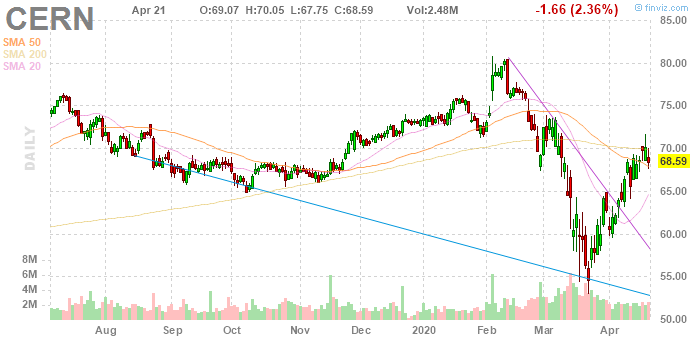 CERN
Apr 21 O:69.07 H:70.05 L:67.75 C:68.59 Vol:2.48M -1.66 (2.36%)
© finviz.com
SMA 50
SMA 200
SMA 20
DAILY
85.00
80.00
75.00
70.00
68.59
65.00
60.00
55.00
50.00
8M
6M
4M
2M
Aug Sep Oct Nov Dec 2020 Feb Mar Apr